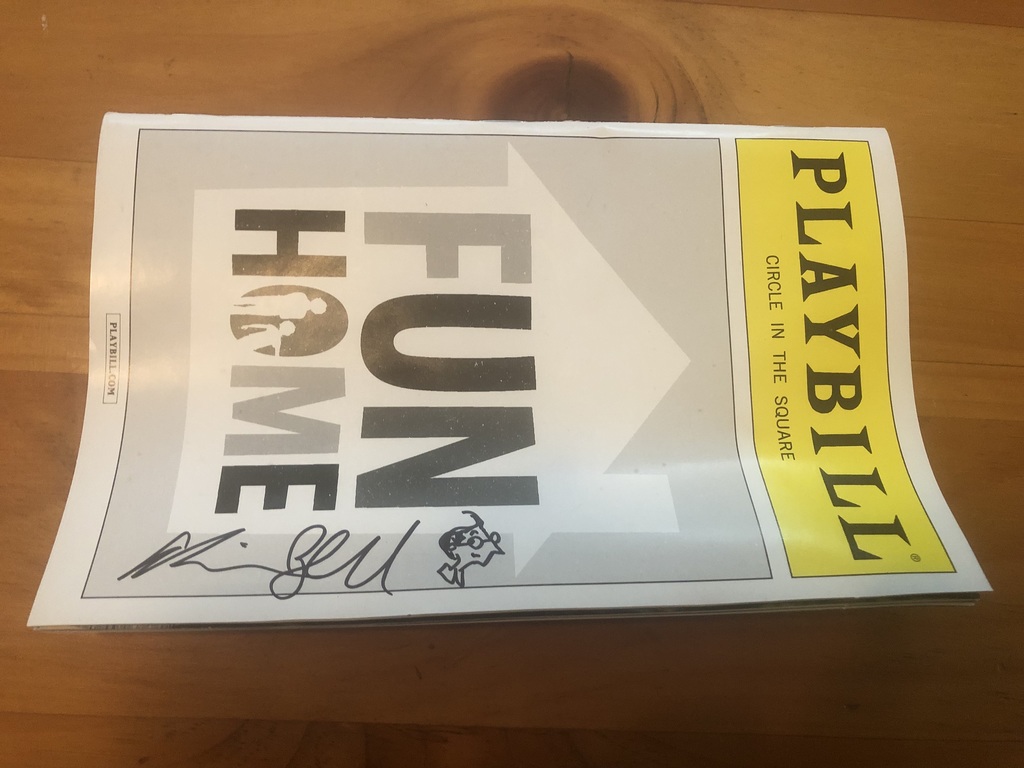 PLAYBILL®
CIRCLE IN THE SQUARE
FUN
HOME
PLAYBILL.COM